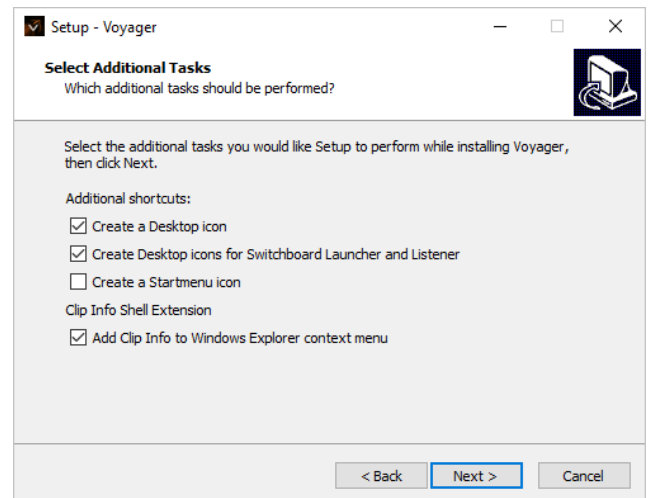 Setup - Voyager
Select Additional Tasks
Which additional tasks should be performed?
Select the additional tasks you would like Setup to perform while installing Voyager,
then click Next.
Additional shortcuts:
Create a Desktop icon
Create Desktop icons for Switchboard Launcher and Listener
Create a Startmenu icon
Clip Info Shell Extension
Add Clip Info to Windows Explorer context menu
< Back Next > Cancel